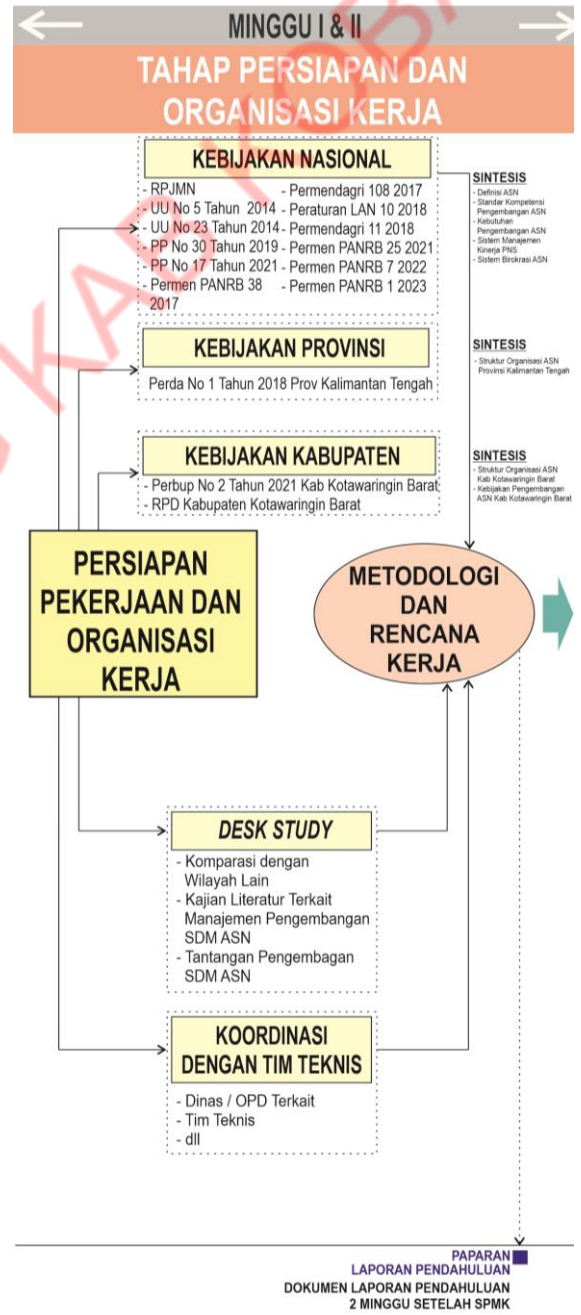 MINGGU I & II
TAHAP PERSIAPAN DAN
ORGANISASI KERJA
KEBIJAKAN NASIONAL
- RPJMN
- UU No 5 Tahun 2014
- UU No 23 Tahun 2014
- PP No 30 Tahun 2019
- PP No 17 Tahun 2021
- Permen PANRB 38
2017
- Permendagri 108 2017
- Peraturan LAN 10 2018
- Permendagri 11 2018
- Permen PANRB 25 2021
- Permen PANRB 7 2022
- Permen PANRB 1 2023
SINTESIS
- Definisi ASN
- Standar Kompetensi
Pengembangan ASN
- Kebutuhan
Pengembangan ASN
- Sistem Manajemen
Kinerja PNS
- Sistem Birokrasi ASN
KEBIJAKAN PROVINSI
Perda No 1 Tahun 2018 Prov Kalimantan Tengah
SINTESIS
- Struktur Organisasi ASN
Provinsi Kalimantan Tengah
KEBIJAKAN KABUPATEN
- Perbup No 2 Tahun 2021 Kab Kotawaringin Barat
- RPD Kabupaten Kotawaringin Barat
SINTESIS
- Struktur Organisasi ASN
Kab Kotawaringin Barat
- Kebijakan Pengembangan
ASN Kab Kotawaringin Barat
PERSIAPAN
PEKERJAAN DAN
ORGANISASI
KERJA
METODOLOGI
DAN
RENCANA
KERJA
DESK STUDY
- Komparasi dengan
Wilayah Lain
- Kajian Literatur Terkait
Manajemen Pengembangan
SDM ASN
- Tantangan Pengembagan
SDM ASN
KOORDINASI
DENGAN TIM TEKNIS
- Dinas / OPD Terkait
- Tim Teknis
- dll
PAPARAN
LAPORAN PENDAHULUAN
DOKUMEN LAPORAN PENDAHULUAN
2 MINGGU SETELAH SPMK
KAB KOBA